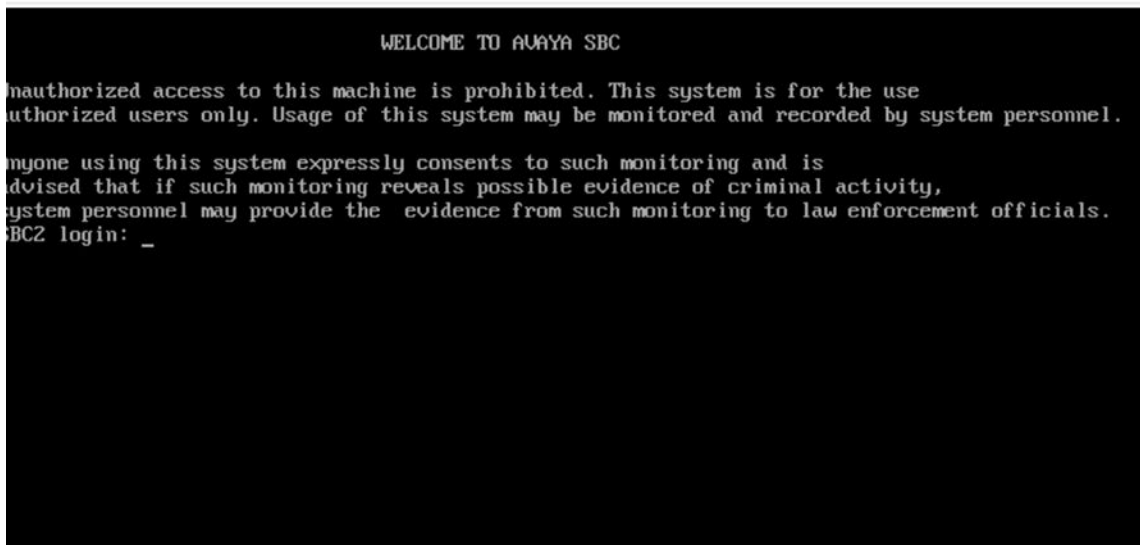 WELCOME TO AVAYA SBC
nauthorized access to this machine is prohibited. This system is for the use
uthorized users only. Usage of this system may be monitored and recorded by system personnel.
nyone using this system expressly consents to such monitoring and is
dvised that if such monitoring reveals possible evidence of criminal activity,
ystem personnel may provide the  evidence from such monitoring to law enforcement officials.
SBC2 login: _